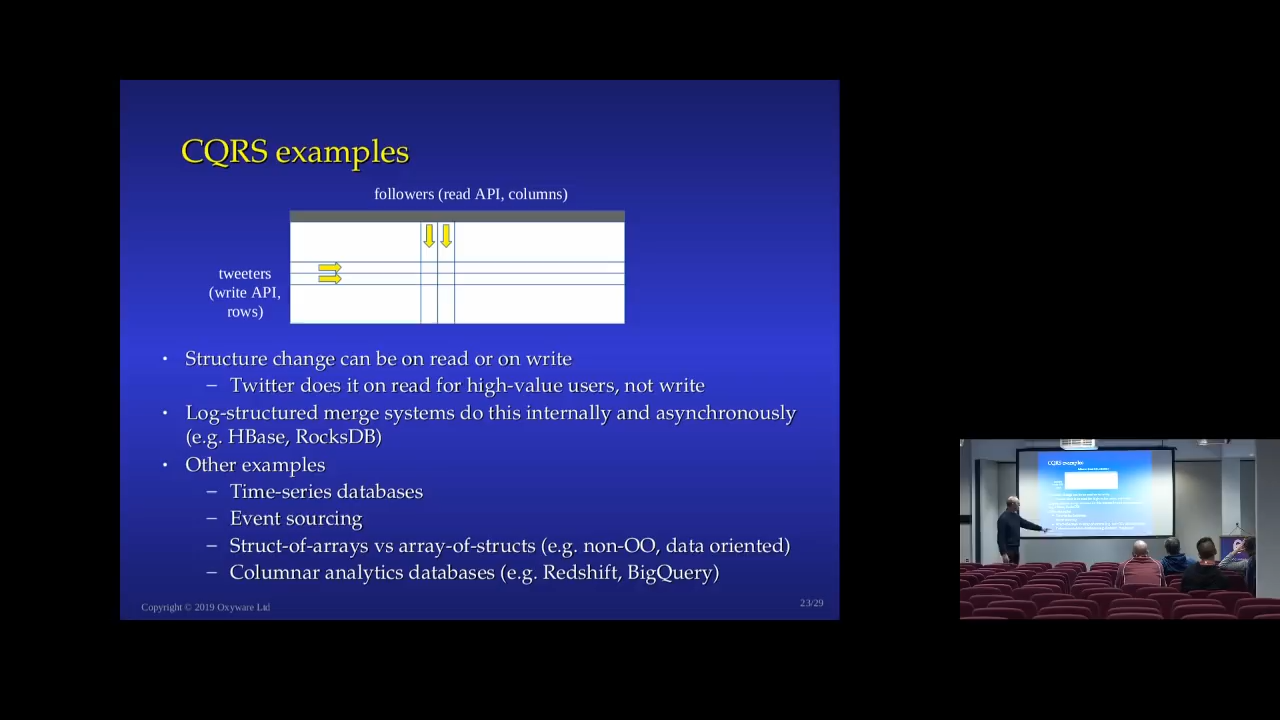 CQRS examples
followers (read API, columns)
tweeters
(write API,
rows)
• Structure change can be on read or on write
– Twitter does it on read for high-value users, not write
• Log-structured merge systems do this internally and asynchronously
(e.g. HBase, RocksDB)
• Other examples
– Time-series databases
– Event sourcing
– Struct-of-arrays vs array-of-structs (e.g. non-OO, data oriented)
– Columnar analytics databases (e.g. Redshift, BigQuery)
Copyright © 2019 Oxyware Ltd
23/29
CQRS examples